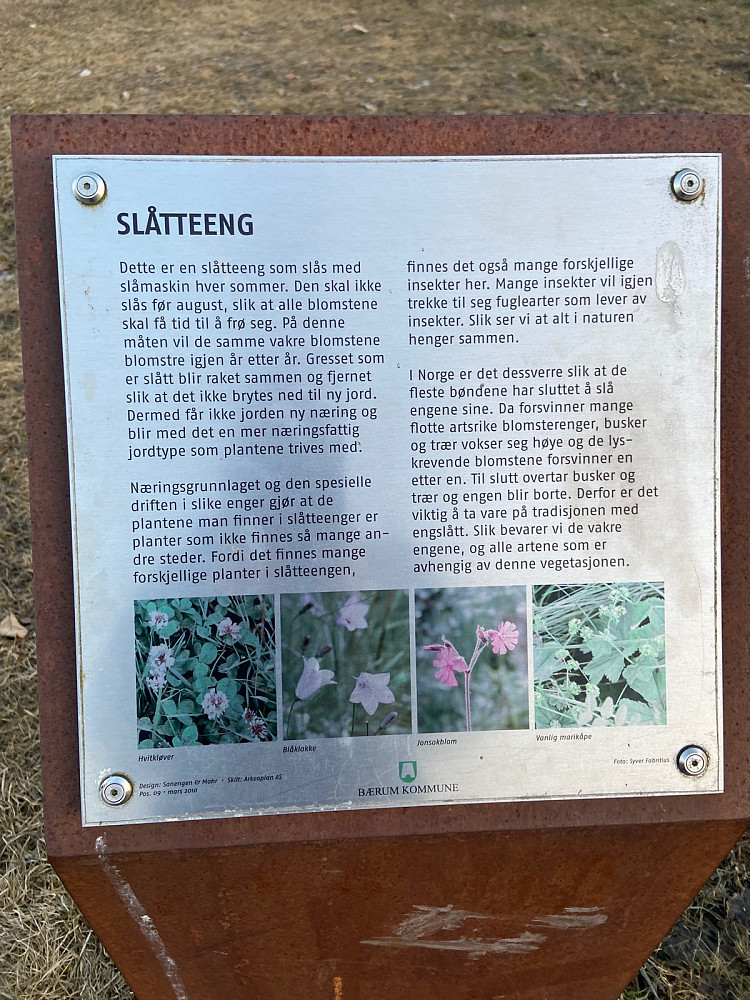 SLÅTTEENG
Dette er en slåtteeng som slås med
slåmaskin hver sommer. Den skal ikke
slås før august, slik at alle blomstene
skal få tid til å frø seg. På denne
måten vil de samme vakre blomstene
blomstre igjen år etter år. Gresset som
er slått blir raket sammen og fjernet
slik at det ikke brytes ned til ny jord.
Dermed får ikke jorden ny næring og
blir med det en mer næringsfattig
jordtype som plantene trives med.
Næringsgrunnlaget og den spesielle
driften i slike enger gjør at de
plantene man finner i slåtteenger er
planter som ikke finnes så mange an-
dre steder. Fordi det finnes mange
forskjellige planter i slåtteengen,
finnes det også mange forskjellige
insekter her. Mange insekter vil igjen
trekke til seg fuglearter som lever av
insekter. Slik ser vi at alt i naturen
henger sammen.
I Norge er det dessverre slik at de
fleste bøndene har sluttet å slå
engene sine. Da forsvinner mange
flotte artsrike blomsterenger, busker
og trær vokser seg høye og de lys-
krevende blomstene forsvinner en
etter en. Til slutt overtar busker og
trær og engen blir borte. Derfor er det
viktig å ta vare på tradisjonen med
engslått. Slik bevarer vi de vakre
engene, og alle artene som er
avhengig av denne vegetasjonen.
Hvitkløver
Blåklokke
Jonsokblom
Vanlig marikåpe
Design: Sanengen & Mohr • Skilt: Arkeoplan AS
Pos. 09 • mars 2010
BÆRUM KOMMUNE
Foto: Syver Fabritius